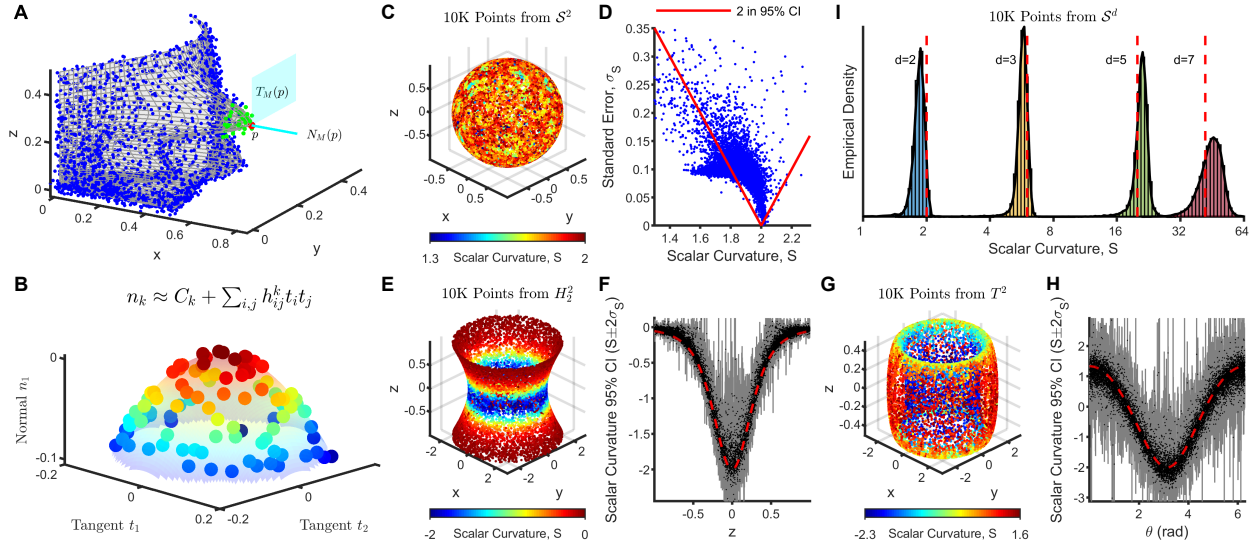 A
0.4
0.2
0
z
0
0.2
0.4
0.6
0.8
x
0
0.2
0.4
y
T_M(p)
N_M(p)
p
B
n_k ≈ C_k + ∑_{i,j} h_{ij}^k t_i t_j
0
-0.1
Normal n_1
-0.2
0
0.2
Tangent t_1
-0.2
0
0.2
Tangent t_2
C
10K Points from 𝒮^2
0.5
0
-0.5
z
-0.5
0
0.5
x
-0.5
0
0.5
y
1.3
Scalar Curvature, S
2
D
2 in 95% CI
0.35
0.3
0.25
0.2
0.15
0.1
0.05
0
Standard Error, σ_S
1.4
1.6
1.8
2
2.2
Scalar Curvature, S
E
10K Points from H_2^2
0.5
0
-0.5
z
2
0
-2
x
-2
0
2
y
-2
Scalar Curvature, S
0
F
Scalar Curvature 95% CI (S±2σ_S)
0
-0.5
-1
-1.5
-2
-0.5
0
0.5
z
G
10K Points from T^2
0.4
0.2
0
-0.2
-0.4
z
2
0
-2
x
-2
0
2
y
-2.3
Scalar Curvature, S
1.6
H
Scalar Curvature 95% CI (S±2σ_S)
2
1
0
-1
-2
-3
2
4
6
θ (rad)
I
10K Points from 𝒮^d
Empirical Density
d=2
d=3
d=5
d=7
1
2
4
8
16
32
64
Scalar Curvature, S